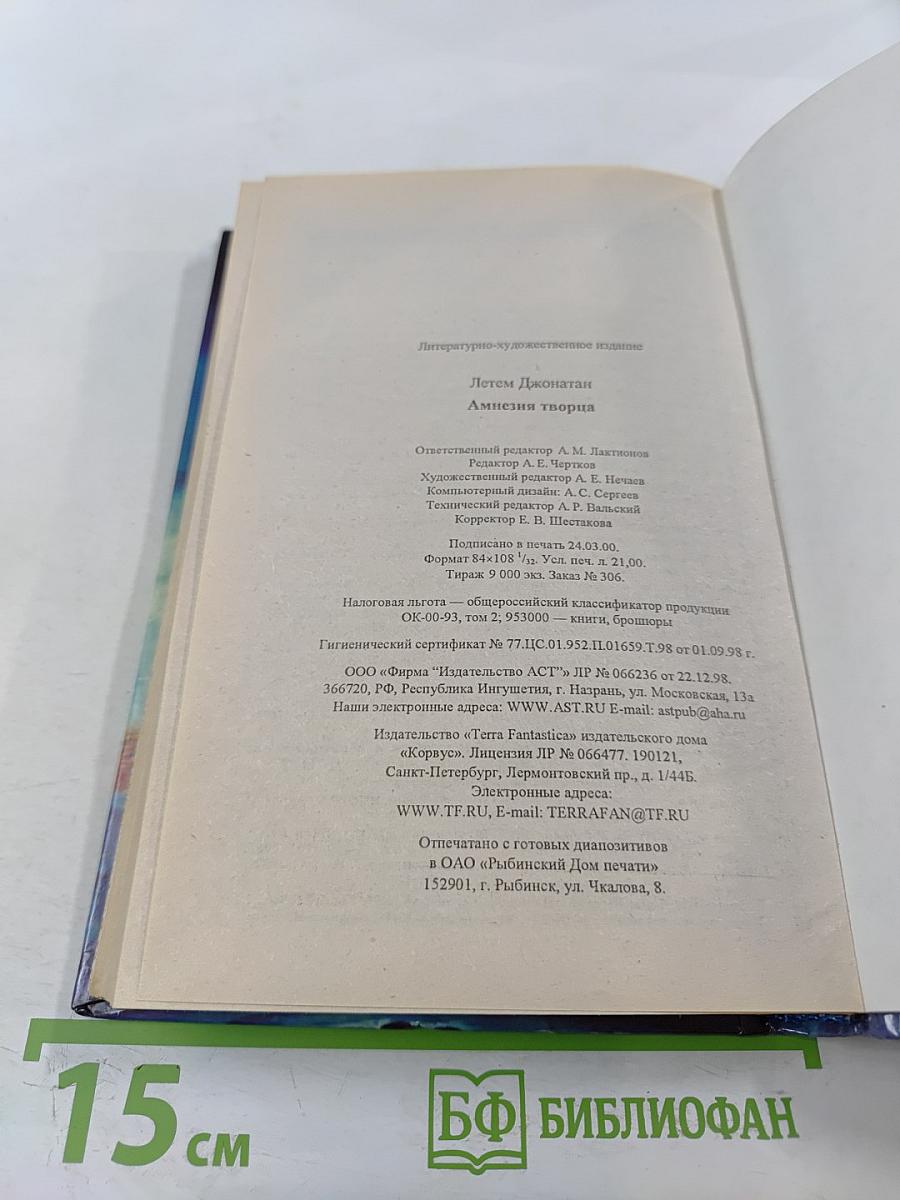 Литературно-художественное издание
Летем Джонатан
Амнезия творца
Ответственный редактор А. М. Лактионов
Редактор А. Е. Чертков
Художественный редактор А. Е. Нечаев
Компьютерный дизайн: А. С. Сергеев
Технический редактор А. Р. Вальский
Корректор Е. В. Шестакова
Подписано в печать 24.03.00.
Формат 84×108 1/32. Усл. печ. л. 21,00.
Тираж 9 000 экз. Заказ № 306.
Налоговая льгота — общероссийский классификатор продукции
ОК-00-93, том 2; 953000 — книги, брошюры
Гигиенический сертификат № 77.ЦС.01.952.П.01659.Т.98 от 01.09.98 г.
ООО «Фирма “Издательство АСТ”» ЛР № 066236 от 22.12.98.
366720, РФ, Республика Ингушетия, г. Назрань, ул. Московская, 13а
Наши электронные адреса: WWW.AST.RU E-mail: astpub@aha.ru
Издательство «Terra Fantastica» издательского дома
«Корвус». Лицензия ЛР № 066477. 190121,
Санкт-Петербург, Лермонтовский пр., д. 1/44Б.
Электронные адреса:
WWW.TF.RU, E-mail: TERRAFAN@TF.RU
Отпечатано с готовых диапозитивов
в ОАО «Рыбинский Дом печати»
152901, г. Рыбинск, ул. Чкалова, 8.
15 см
БФ БИБЛИОФАН